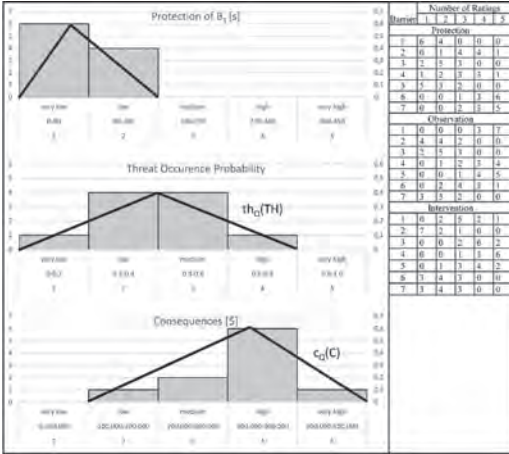 Protection of B₁ [s]
very low low medium high very high
1 2 3 4 5
Threat Occurence Probability
th_Q(TH)
very low low medium high very high
1 2 3 4 5
Consequences [$]
c_Q(C)
very low low medium high very high
1 2 3 4 5
Number of Ratings
Barrier 1 2 3 4 5
Protection
1 6 4 0 0 0
2 0 1 4 4 1
3 2 5 3 0 0
4 1 2 3 3 1
5 5 3 2 0 0
6 0 0 1 3 6
7 0 0 2 3 5
Observation
1 0 0 0 3 7
2 4 4 2 0 0
3 2 5 3 0 0
4 0 1 2 3 4
5 0 0 1 4 5
6 0 2 4 3 1
7 3 5 2 0 0
Intervention
1 0 2 5 2 1
2 7 2 1 0 0
3 0 0 2 6 2
4 0 0 1 3 6
5 0 1 3 4 2
6 3 4 3 0 0
7 3 4 3 0 0